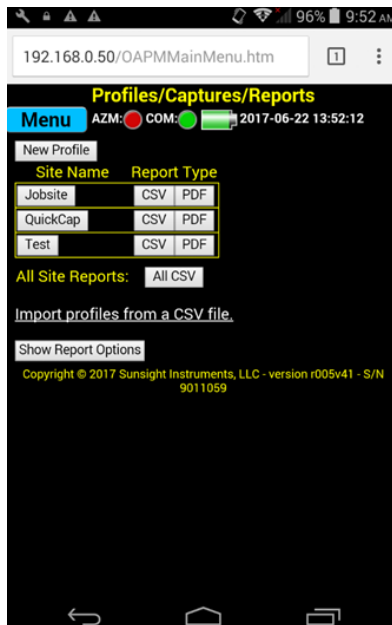 96% 9:52 AM
192.168.0.50/OAPMMainMenu.htm 1
Profiles/Captures/Reports
Menu AZM: COM: 2017-06-22 13:52:12
New Profile
Site Name Report Type
Jobsite CSV PDF
QuickCap CSV PDF
Test CSV PDF
All Site Reports: All CSV
Import profiles from a CSV file.
Show Report Options
Copyright © 2017 Sunsight Instruments, LLC - version r005v41 - S/N
9011059